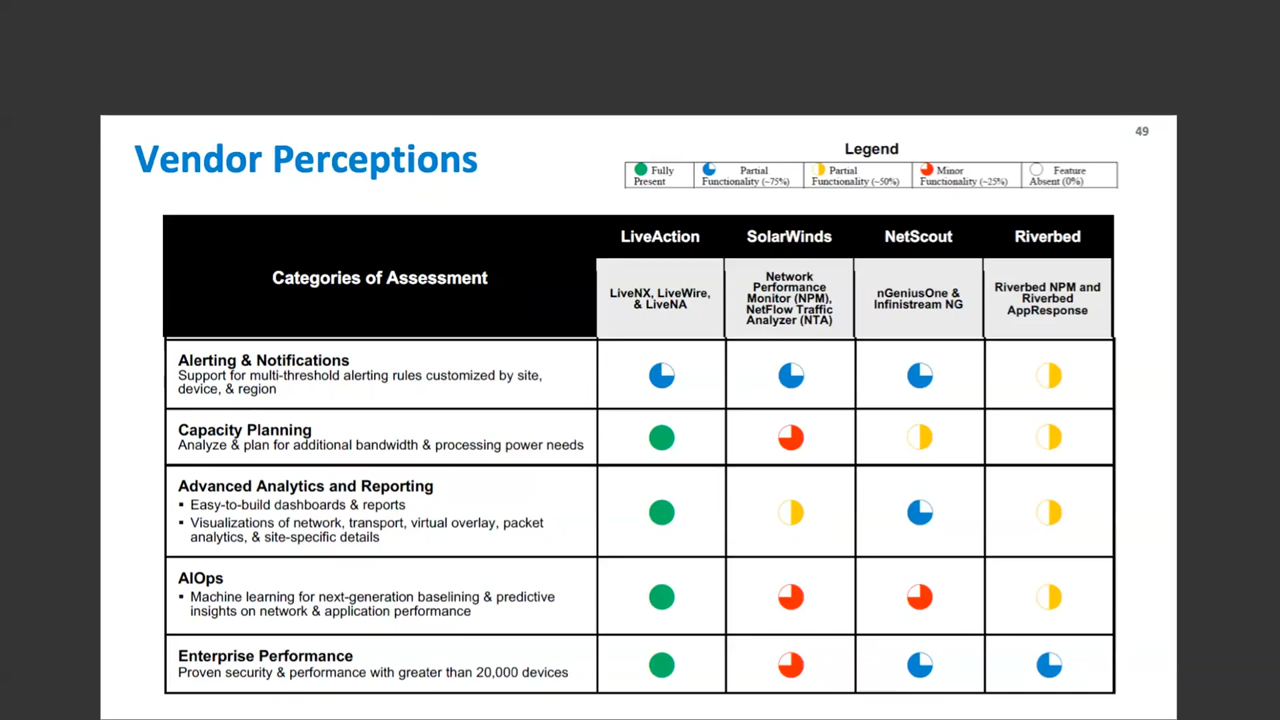 49
Vendor Perceptions
Legend
Fully Present
Partial Functionality (~75%)
Partial Functionality (~50%)
Minor Functionality (~25%)
Feature Absent (0%)
Categories of Assessment
LiveAction
SolarWinds
NetScout
Riverbed
LiveNX, LiveWire,
& LiveNA
Network
Performance
Monitor (NPM),
NetFlow Traffic
Analyzer (NTA)
nGeniusOne &
Infinistream NG
Riverbed NPM and
Riverbed
AppResponse
Alerting & Notifications
Support for multi-threshold alerting rules customized by site,
device, & region
Capacity Planning
Analyze & plan for additional bandwidth & processing power needs
Advanced Analytics and Reporting
▪ Easy-to-build dashboards & reports
▪ Visualizations of network, transport, virtual overlay, packet
analytics, & site-specific details
AIOps
▪ Machine learning for next-generation baselining & predictive
insights on network & application performance
Enterprise Performance
Proven security & performance with greater than 20,000 devices